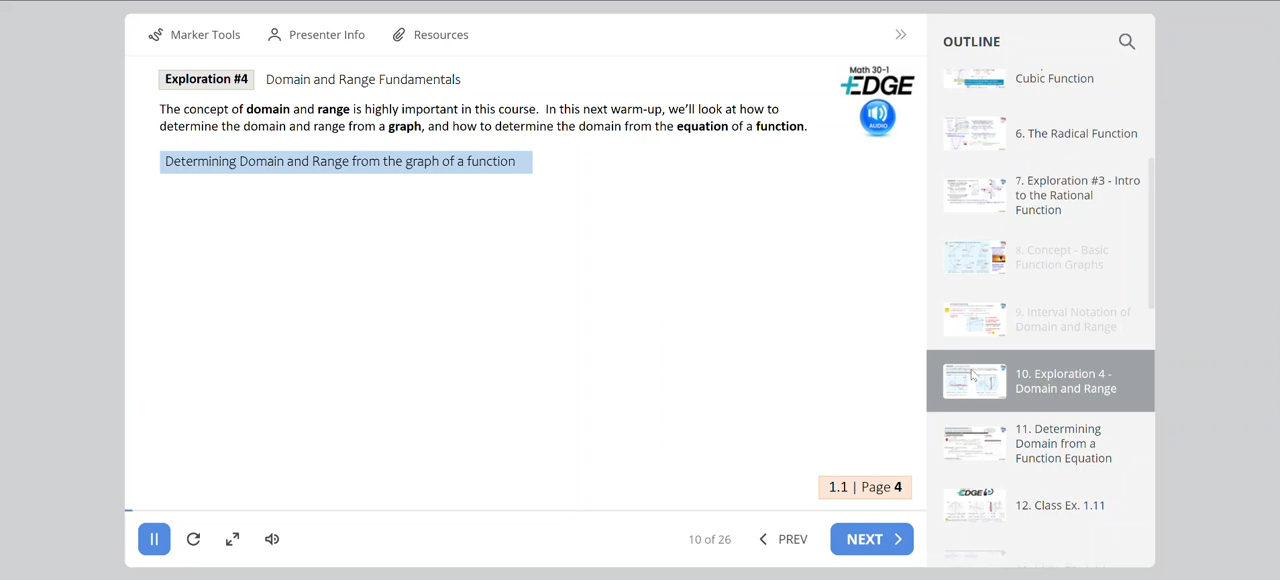 Marker Tools
Presenter Info
Resources
OUTLINE
Exploration #4
Domain and Range Fundamentals
Math 30-1
EDGE
AUDIO
The concept of domain and range is highly important in this course. In this next warm-up, we'll look at how to
determine the domain and range from a graph, and how to determine the domain from the equation of a function.
Determining Domain and Range from the graph of a function
1.1 | Page 4
10 of 26
PREV
NEXT
Cubic Function
6. The Radical Function
7. Exploration #3 - Intro
to the Rational
Function
8. Concept - Basic
Function Graphs
9. Interval Notation of
Domain and Range
10. Exploration 4 -
Domain and Range
11. Determining
Domain from a
Function Equation
12. Class Ex. 1.11